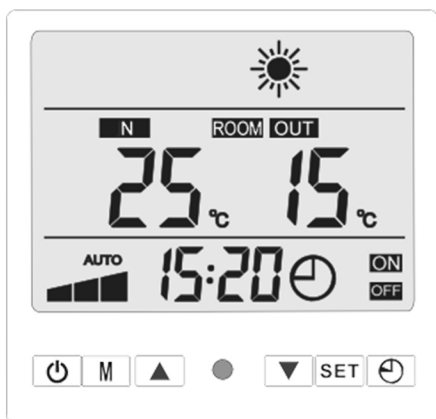 N ROOM OUT
25 °C 15 °C
AUTO 15:20 ON
OFF
M SET